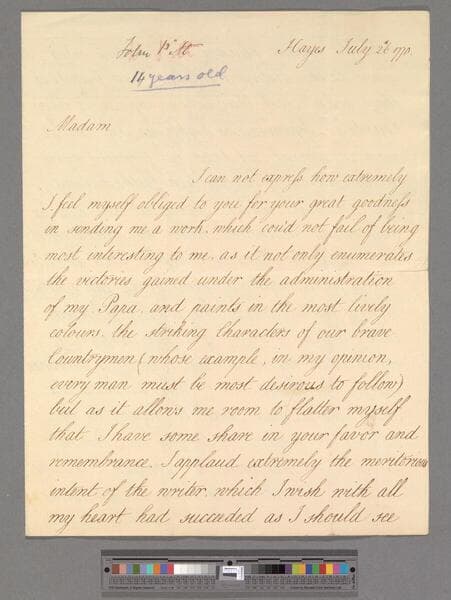 John Pitt
Hayes July 2d. 1770.
14 years old
Madam
I can not express how extremely
I feel myself obliged to you for your great goodness
in sending me a work, which cou'd not fail of being
most interesting to me, as it not only enumerates
the victories gained under the administration
of my Papa, and paints in the most lively
colours, the striking Characters of our brave
Countrymen (whose example, in my opinion,
every man must be most desirous to follow)
but as it allows me room to flatter myself
that I have some share in your favor and
remembrance. I applaud extremely the meritorious
intent of the writer, which I wish with all
my heart had succeeded as I should see